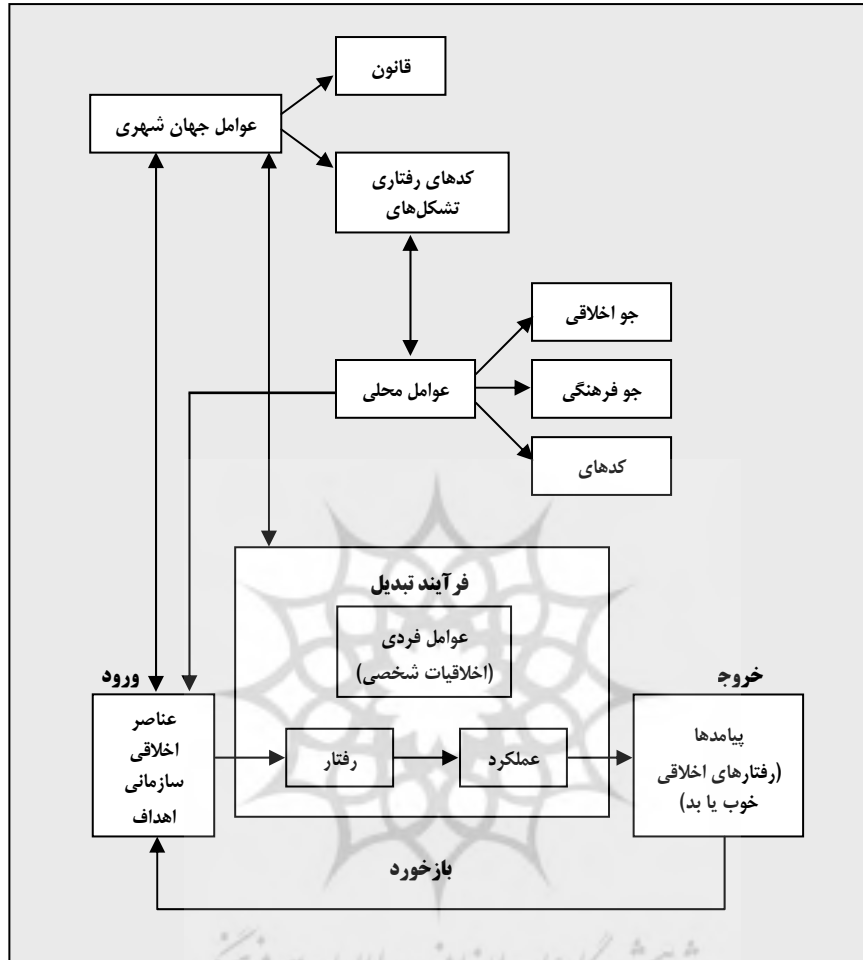 قانون
عوامل جهان شهری
کدهای رفتاری
تشکل‌های
جو اخلاقی
عوامل محلی
جو فرهنگی
کدهای
فرآیند تبدیل
عوامل فردی
(اخلاقیات شخصی)
ورود
خروج
عناصر
اخلاقی
سازمانی
اهداف
رفتار
عملکرد
پیامدها
(رفتارهای اخلاقی
خوب یا بد)
بازخورد